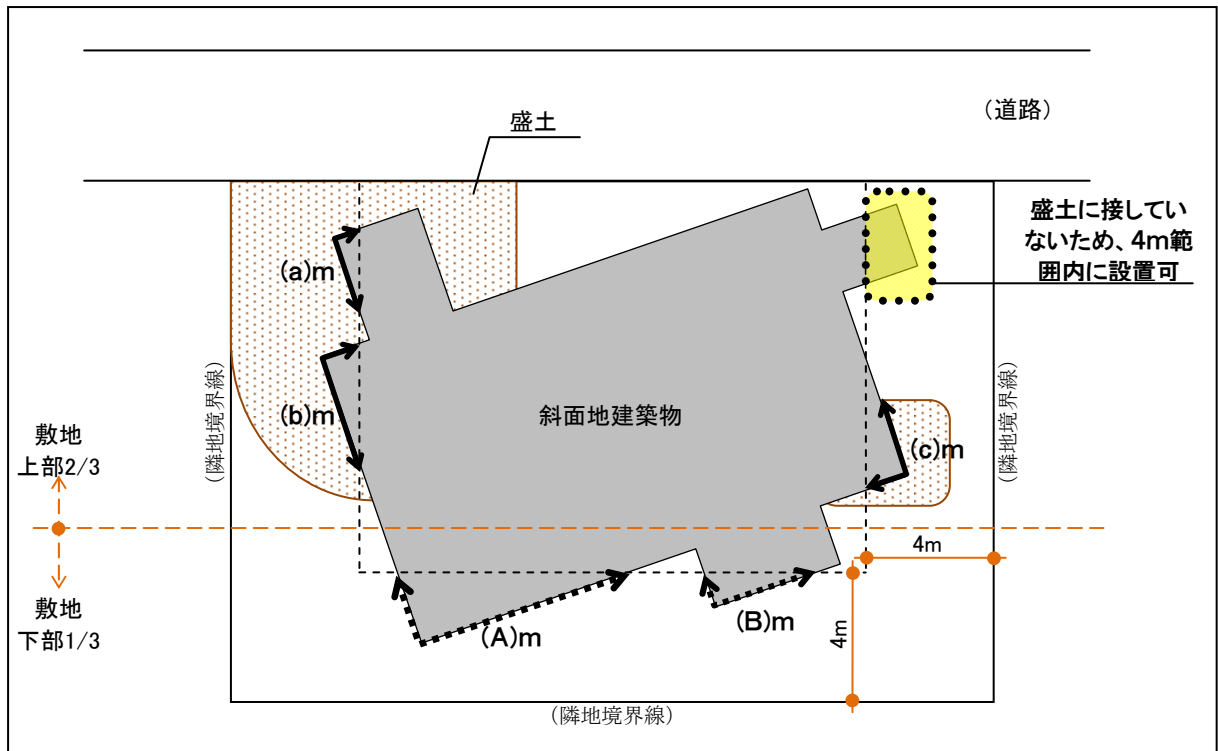 (道路)
盛土
盛土に接してい
ないため、4m範
囲内に設置可
(a)m
(b)m
斜面地建築物
(c)m
(隣地境界線)
(隣地境界線)
敷地
上部2/3
4m
敷地
下部1/3
(A)m
(B)m
4m
(隣地境界線)